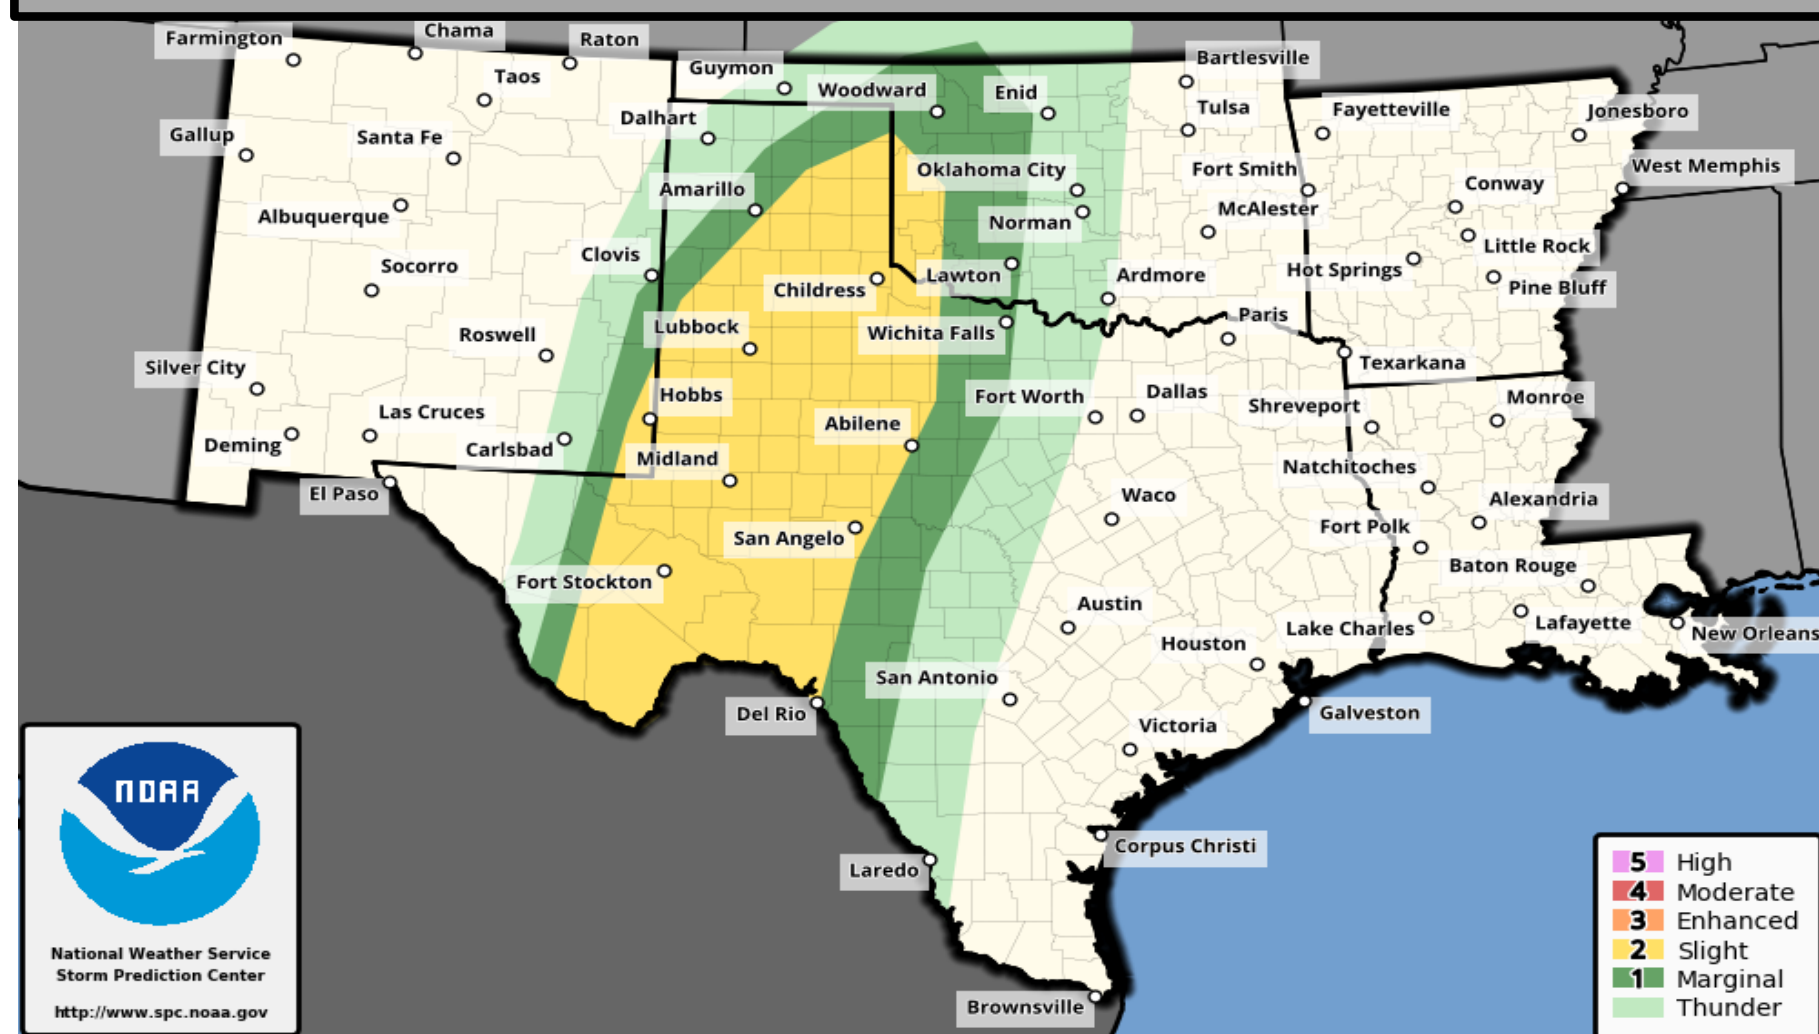 Farmington
Chama
Raton
Taos
Guymon
Woodward
Enid
Bartlesville
Tulsa
Fayetteville
Jonesboro
Gallup
Santa Fe
Dalhart
Oklahoma City
Fort Smith
Conway
West Memphis
Albuquerque
Amarillo
Norman
McAlester
Little Rock
Socorro
Clovis
Childress
Lawton
Ardmore
Hot Springs
Pine Bluff
Roswell
Lubbock
Wichita Falls
Paris
Texarkana
Silver City
Hobbs
Fort Worth
Dallas
Shreveport
Monroe
Las Cruces
Deming
Carlsbad
Midland
Abilene
Natchitoches
El Paso
San Angelo
Waco
Alexandria
Fort Polk
Fort Stockton
Baton Rouge
Austin
Houston
Lake Charles
Lafayette
New Orleans
Del Rio
San Antonio
Victoria
Galveston
Laredo
Corpus Christi
Brownsville
NOAA
National Weather Service
Storm Prediction Center
http://www.spc.noaa.gov
5 High
4 Moderate
3 Enhanced
2 Slight
1 Marginal
Thunder